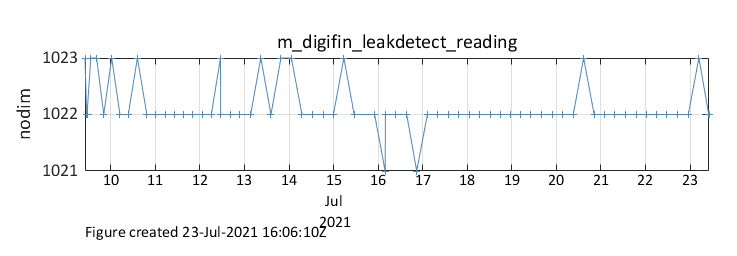 m_digifin_leakdetect_reading
1023
1022
1021
nodim
10 11 12 13 14 15 16 17 18 19 20 21 22 23
Jul
2021
Figure created 23-Jul-2021 16:06:10Z